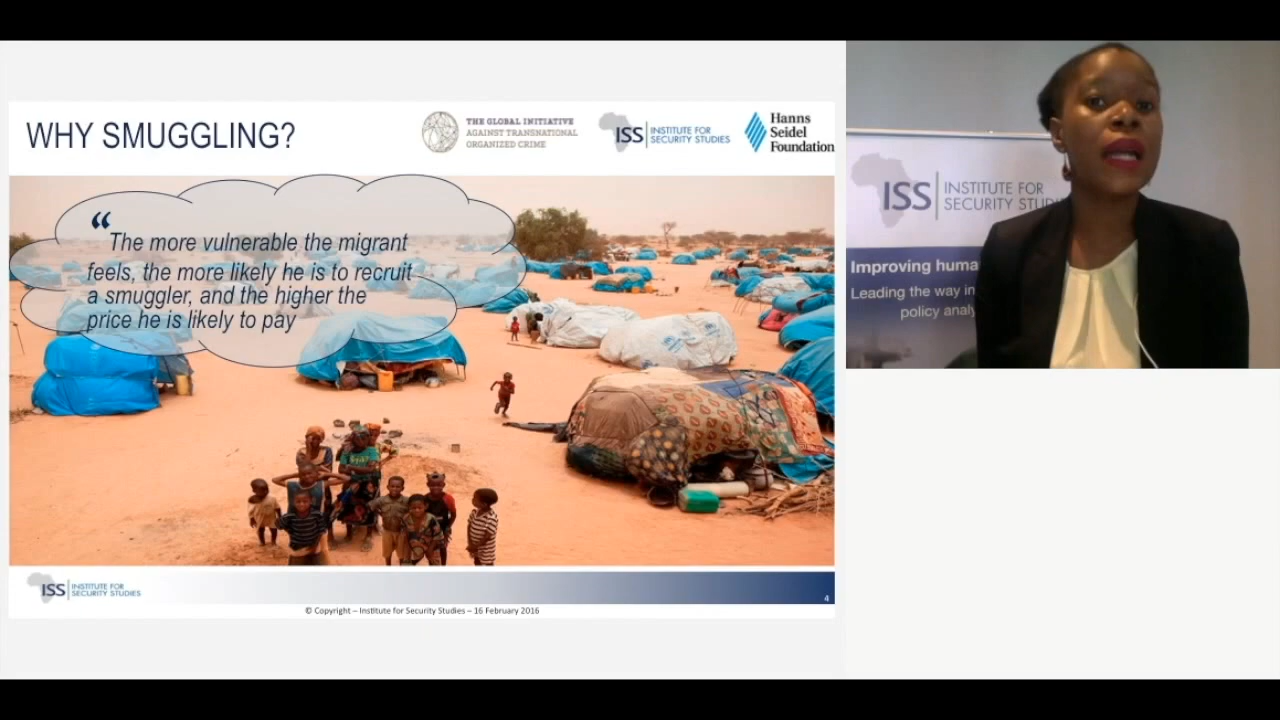 WHY SMUGGLING?
THE GLOBAL INITIATIVE
AGAINST TRANSNATIONAL
ORGANIZED CRIME
ISS
INSTITUTE FOR
SECURITY STUDIES
Hanns
Seidel
Foundation
“
The more vulnerable the migrant
feels, the more likely he is to recruit
a smuggler, and the higher the
price he is likely to pay
ISS
INSTITUTE FOR
SECURITY STUDIES
4
© Copyright – Institute for Security Studies – 16 February 2016
ISS
INSTITUTE FOR
SECURITY STUD
Improving huma
Leading the way in
policy analy